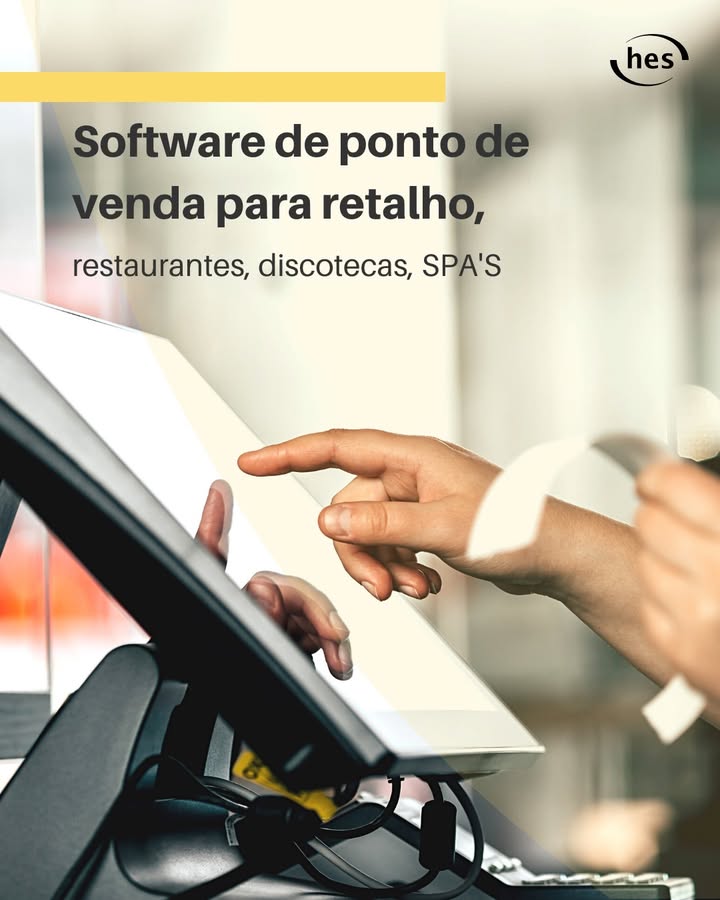 hes
Software de ponto de
venda para retalho,
restaurantes, discotecas, SPA'S